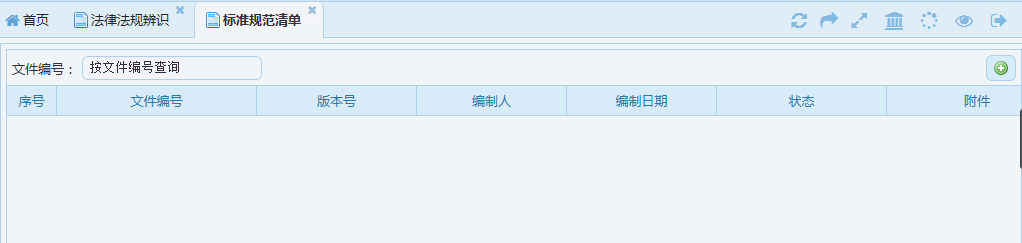 首页 法律法规辨识 标准规范清单
文件编号： 按文件编号查询
序号 文件编号 版本号 编制人 编制日期 状态 附件